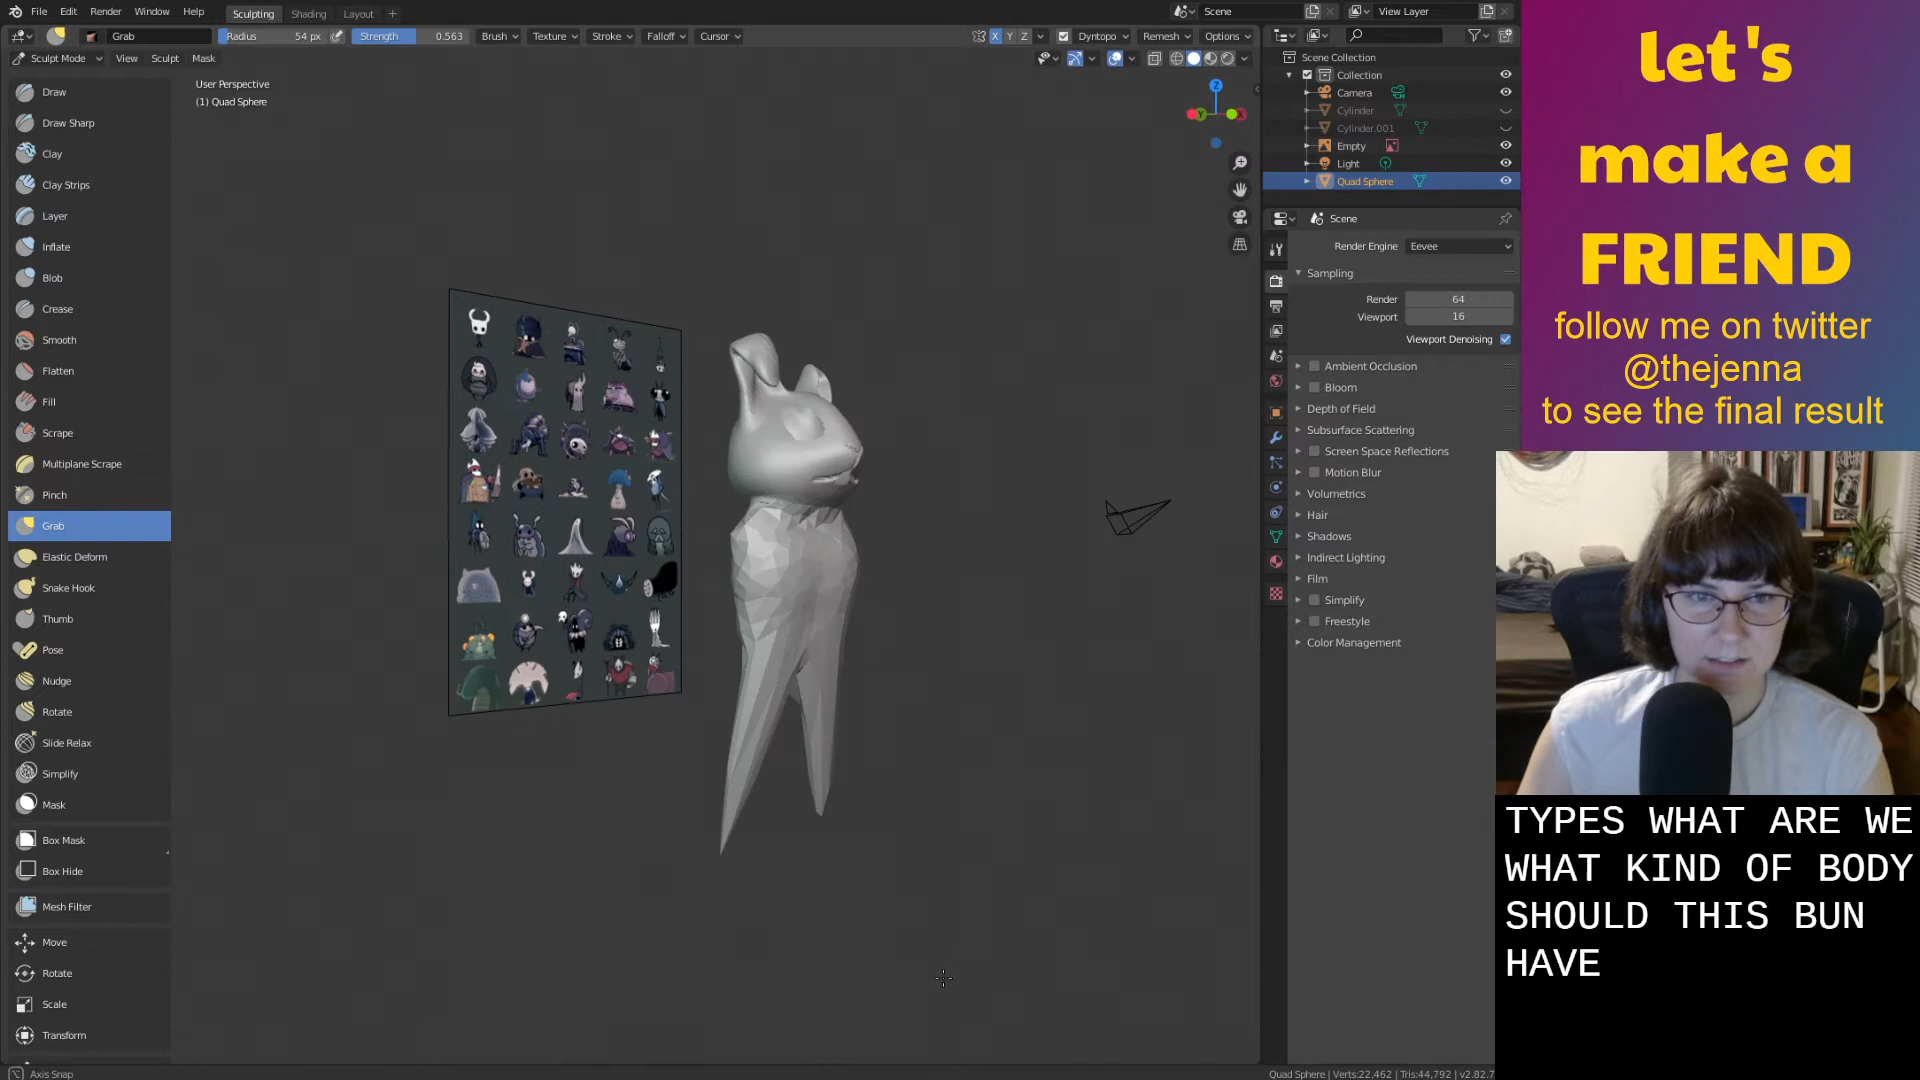 File Edit Render Window Help Sculpting Shading Layout + Scene View Layer
Grab Radius 54 px Strength 0.563 Brush Texture Stroke Falloff Cursor X Y Z Dyntopo Remesh Options
Sculpt Mode View Sculpt Mask
User Perspective
(1) Quad Sphere
Draw
Draw Sharp
Clay
Clay Strips
Layer
Inflate
Blob
Crease
Smooth
Flatten
Fill
Scrape
Multiplane Scrape
Pinch
Grab
Elastic Deform
Snake Hook
Thumb
Pose
Nudge
Rotate
Slide Relax
Simplify
Mask
Box Mask
Box Hide
Mesh Filter
Move
Rotate
Scale
Transform
Axis Snap
Z
Y
X
Scene Collection
Collection
Camera
Cylinder
Cylinder.001
Empty
Light
Quad Sphere
Scene
Render Engine Eevee
Sampling
Render 64
Viewport 16
Viewport Denoising
Ambient Occlusion
Bloom
Depth of Field
Subsurface Scattering
Screen Space Reflections
Motion Blur
Volumetrics
Hair
Shadows
Indirect Lighting
Film
Simplify
Freestyle
Color Management
Quad Sphere | Verts:22,462 | Tris:44,792 | v2.82.7
let's
make a
FRIEND
follow me on twitter
@thejenna
to see the final result
TYPES WHAT ARE WE
WHAT KIND OF BODY
SHOULD THIS BUN
HAVE